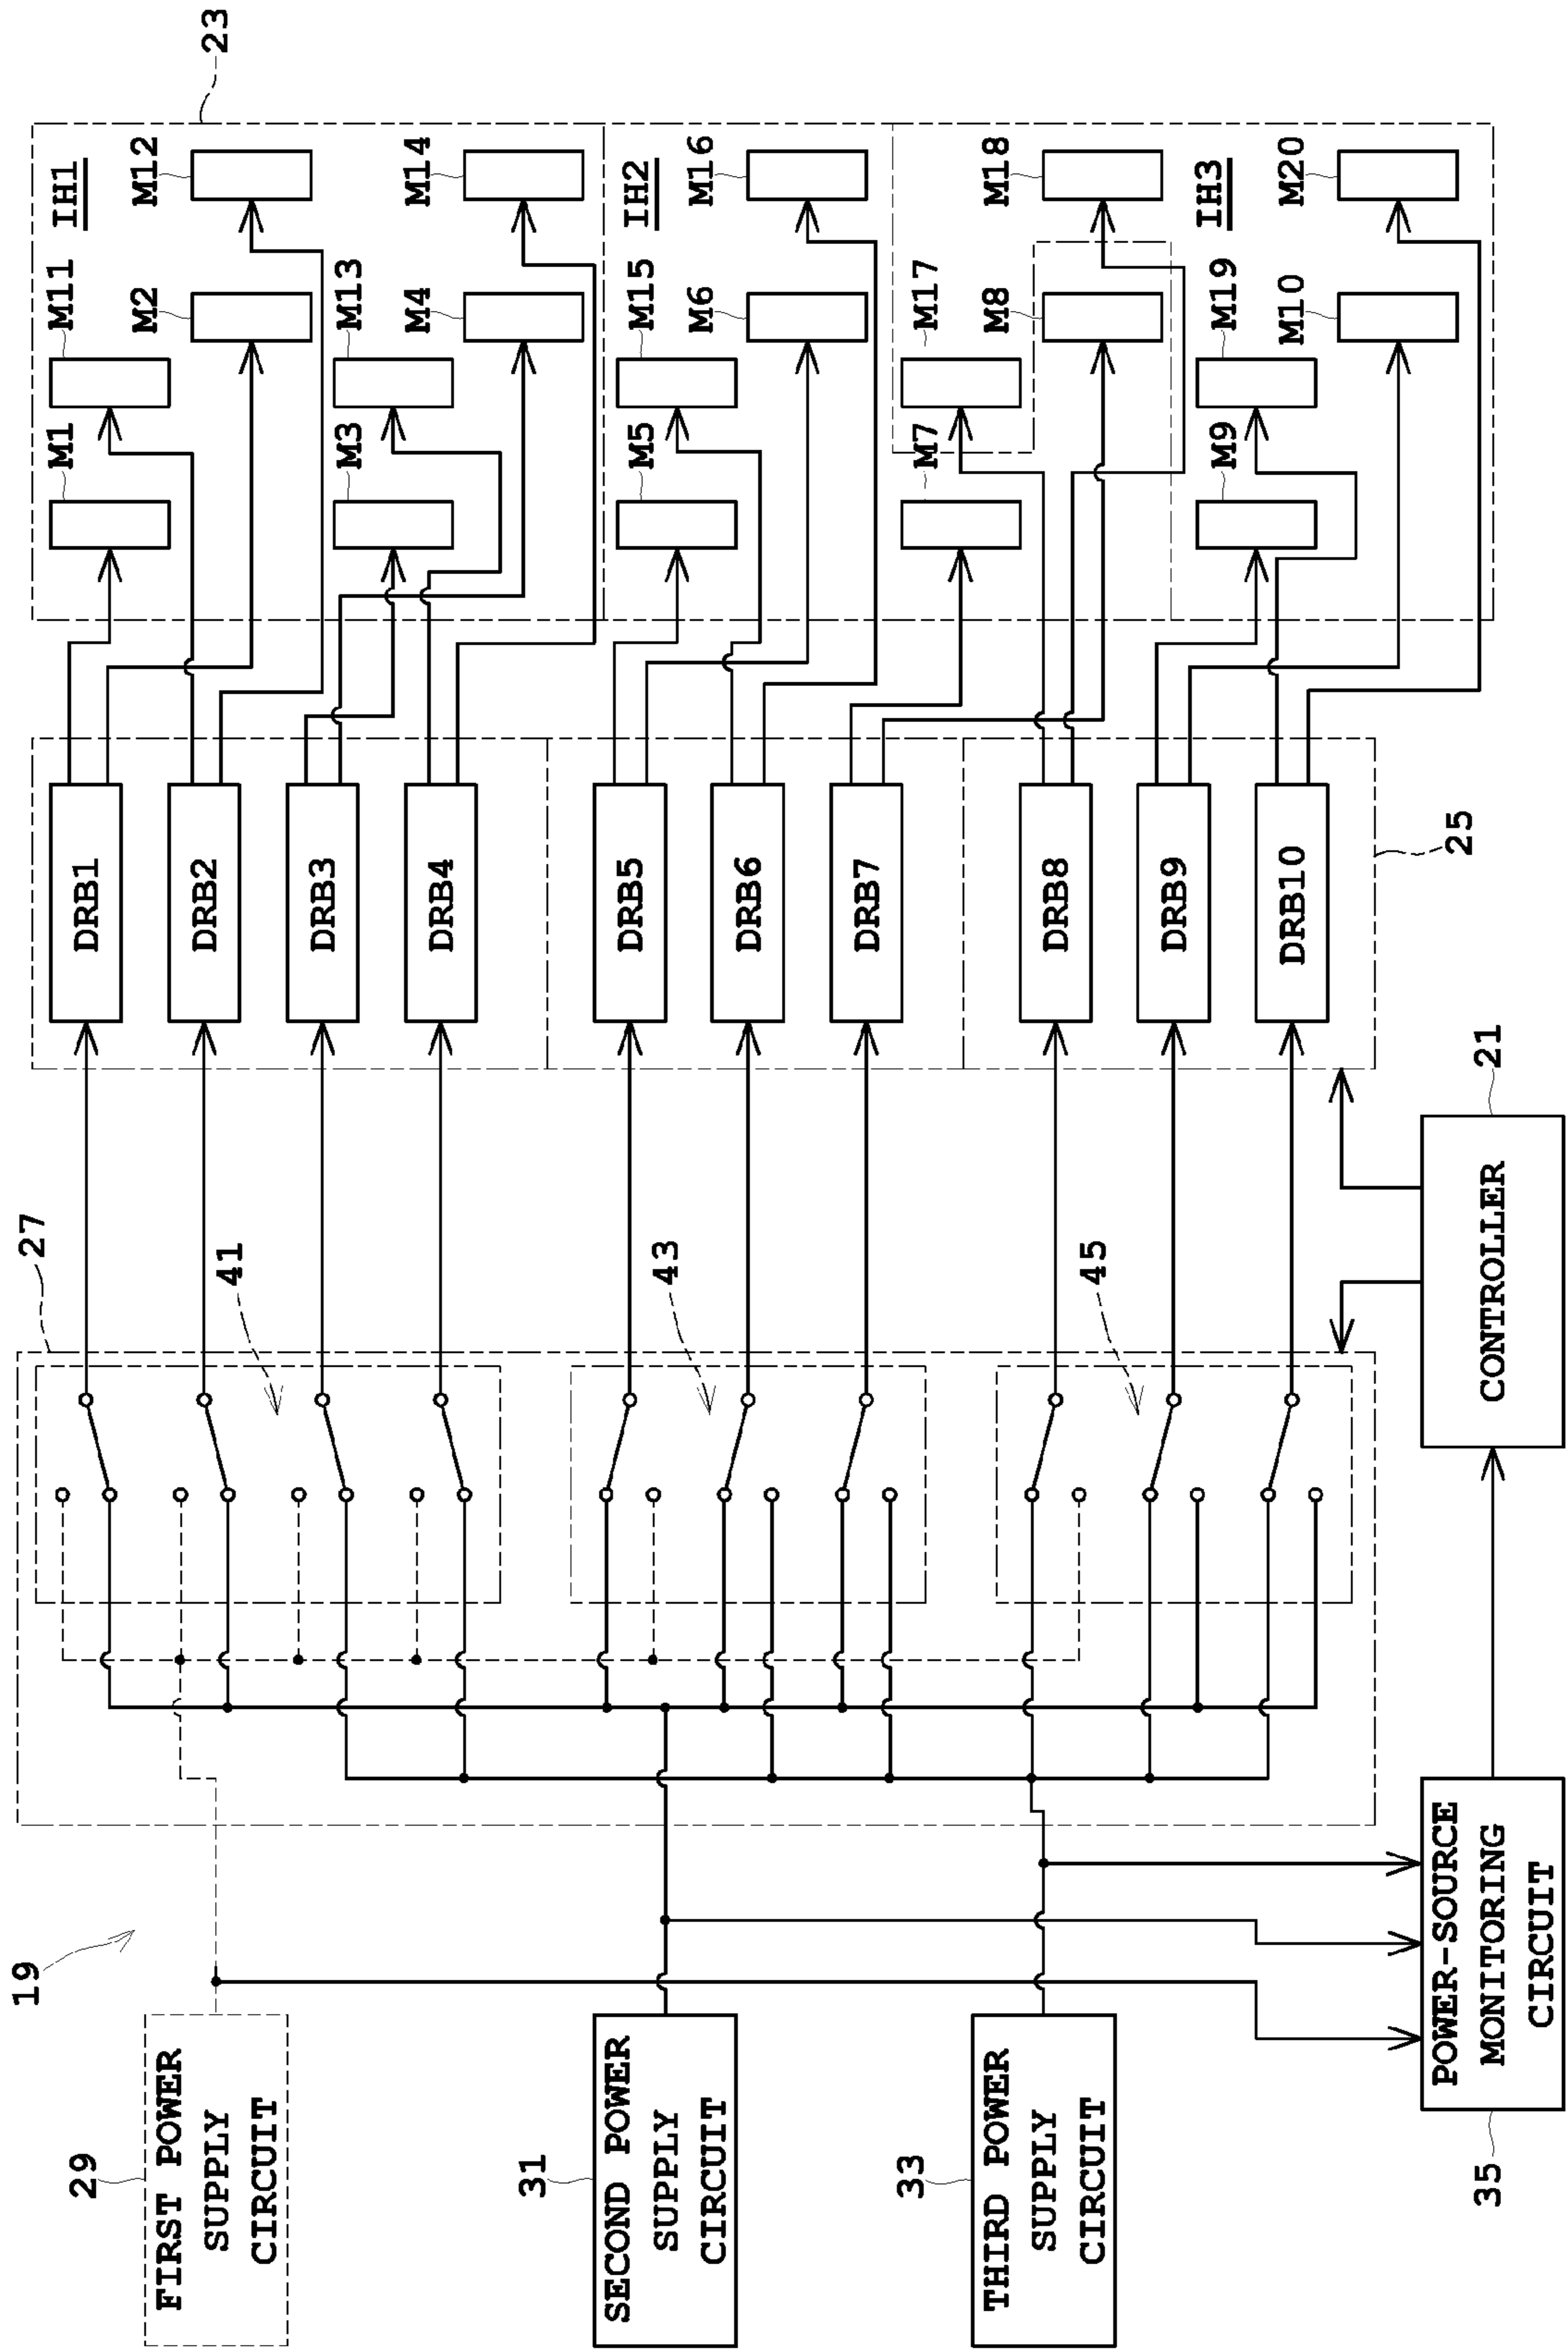 19
29
FIRST POWER
SUPPLY
CIRCUIT
31
SECOND POWER
SUPPLY
CIRCUIT
33
THIRD POWER
SUPPLY
CIRCUIT
35
POWER-SOURCE
MONITORING
CIRCUIT
27
41
43
45
21
CONTROLLER
DRB1
DRB2
DRB3
DRB4
DRB5
DRB6
DRB7
DRB8
DRB9
DRB10
25
23
IH1
M1
M11
M2
M12
M3
M13
M4
M14
IH2
M5
M15
M6
M16
M7
M17
M8
M18
IH3
M9
M19
M10
M20